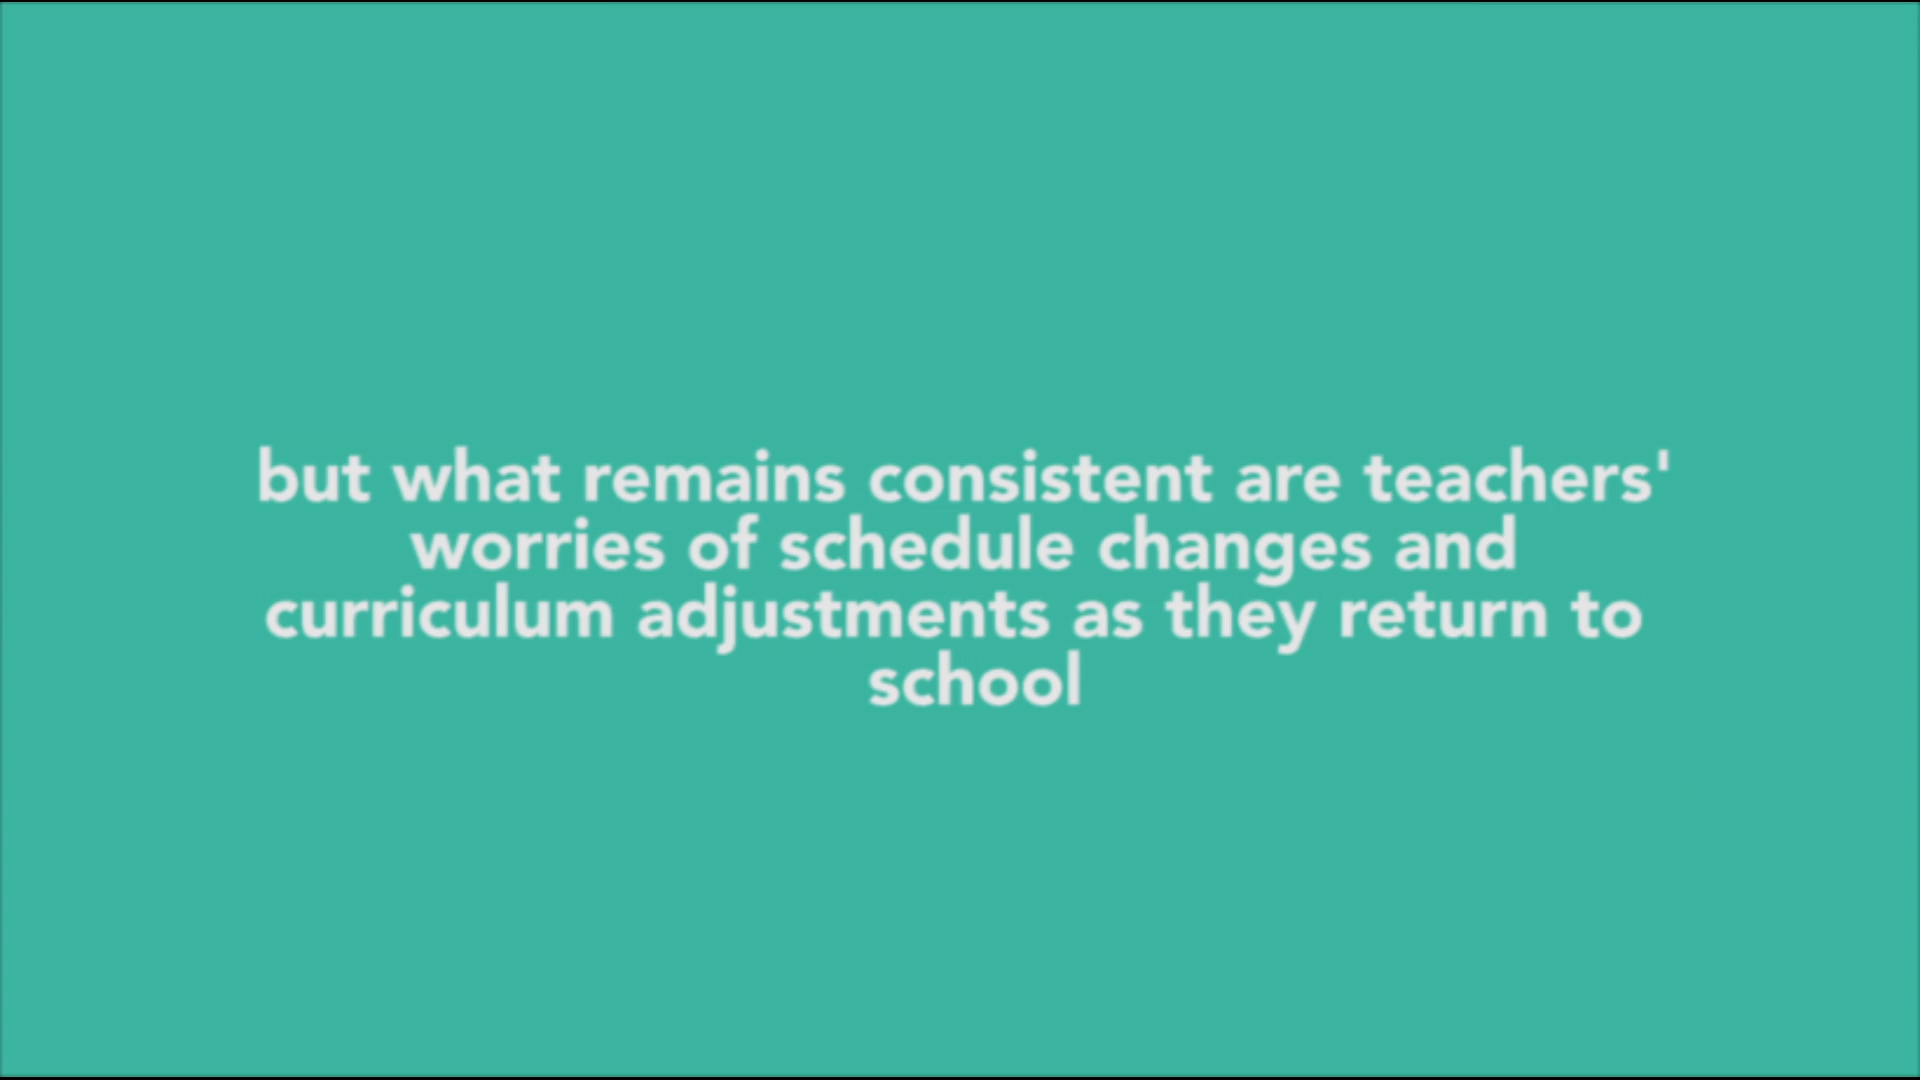 but what remains consistent are teachers'
worries of schedule changes and
curriculum adjustments as they return to
school